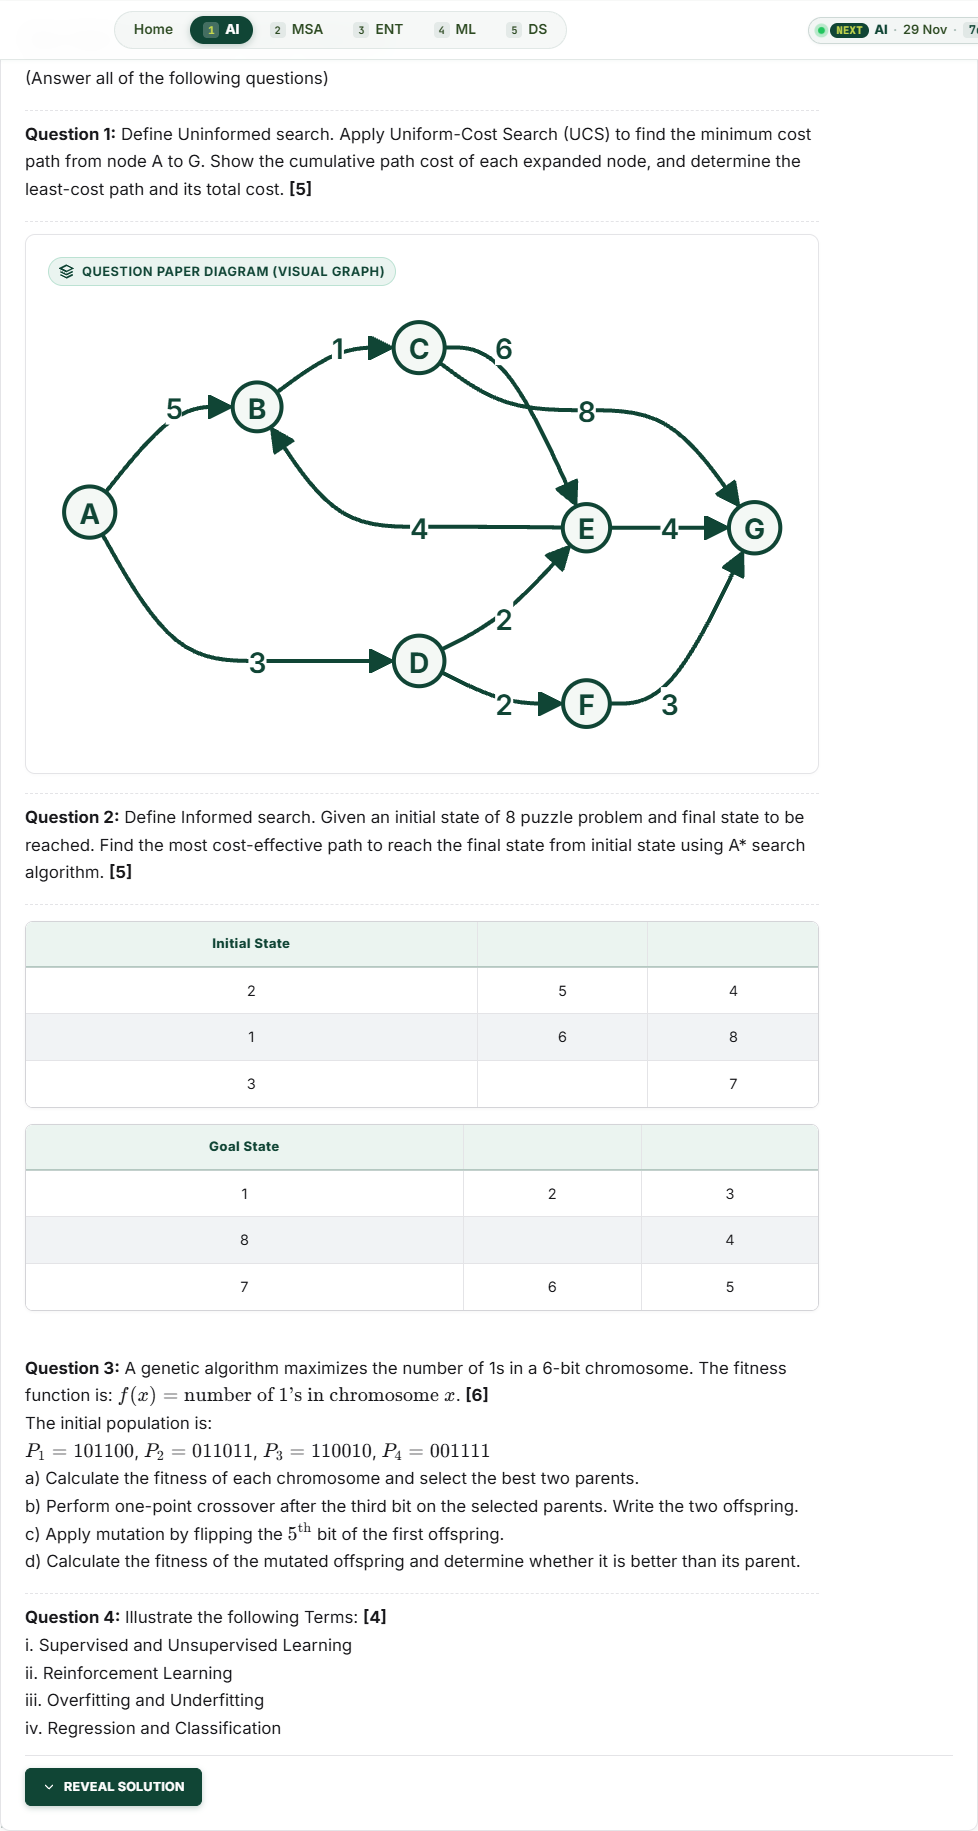 Home 1 AI 2 MSA 3 ENT 4 ML 5 DS NEXT AI · 29 Nov ·
(Answer all of the following questions)
Question 1: Define Uninformed search. Apply Uniform-Cost Search (UCS) to find the minimum cost
path from node A to G. Show the cumulative path cost of each expanded node, and determine the
least-cost path and its total cost. [5]
QUESTION PAPER DIAGRAM (VISUAL GRAPH)
1 C 6
5 B 8
A
4 E 4 G
2
3 D
2 F 3
Question 2: Define Informed search. Given an initial state of 8 puzzle problem and final state to be
reached. Find the most cost-effective path to reach the final state from initial state using A* search
algorithm. [5]
Initial State
2 5 4
1 6 8
3 7
Goal State
1 2 3
8 4
7 6 5
Question 3: A genetic algorithm maximizes the number of 1s in a 6-bit chromosome. The fitness
function is: f(x) = number of 1's in chromosome x. [6]
The initial population is:
P₁ = 101100, P₂ = 011011, P₃ = 110010, P₄ = 001111
a) Calculate the fitness of each chromosome and select the best two parents.
b) Perform one-point crossover after the third bit on the selected parents. Write the two offspring.
c) Apply mutation by flipping the 5th bit of the first offspring.
d) Calculate the fitness of the mutated offspring and determine whether it is better than its parent.
Question 4: Illustrate the following Terms: [4]
i. Supervised and Unsupervised Learning
ii. Reinforcement Learning
iii. Overfitting and Underfitting
iv. Regression and Classification
REVEAL SOLUTION